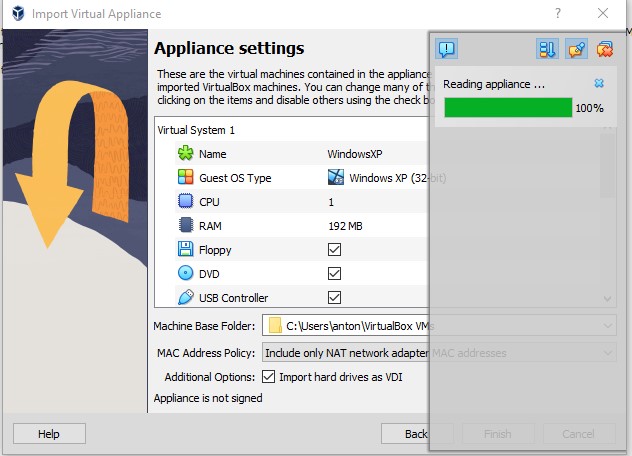 Import Virtual Appliance
?
Appliance settings
These are the virtual machines contained in the appliance
imported VirtualBox machines. You can change many of th
clicking on the items and disable others using the check bo
Reading appliance ...
100%
Virtual System 1
Name WindowsXP
Guest OS Type Windows XP (32-bit)
CPU 1
RAM 192 MB
Floppy
DVD
USB Controller
Machine Base Folder: C:\Users\anton\VirtualBox VMs
MAC Address Policy: Include only NAT network adapter MAC addresses
Additional Options: Import hard drives as VDI
Appliance is not signed
Help Back Finish Cancel